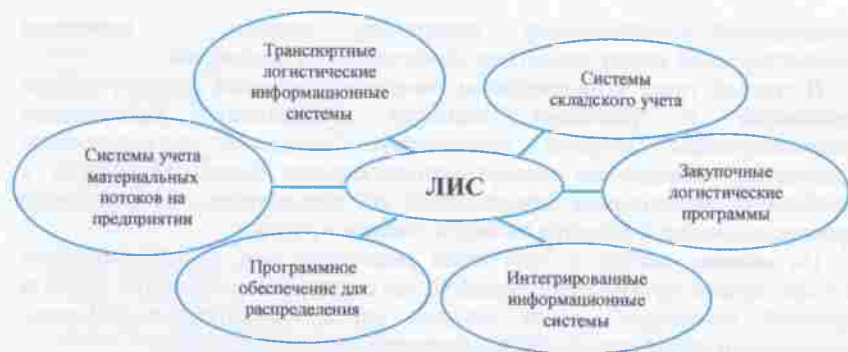 Транспортные
логистические
информационные
системы
Системы
складского учета
Системы учета
материальных
потоков на
предприятии
ЛИС
Закупочные
логистические
программы
Программное
обеспечение для
распределения
Интегрированные
информационные
системы